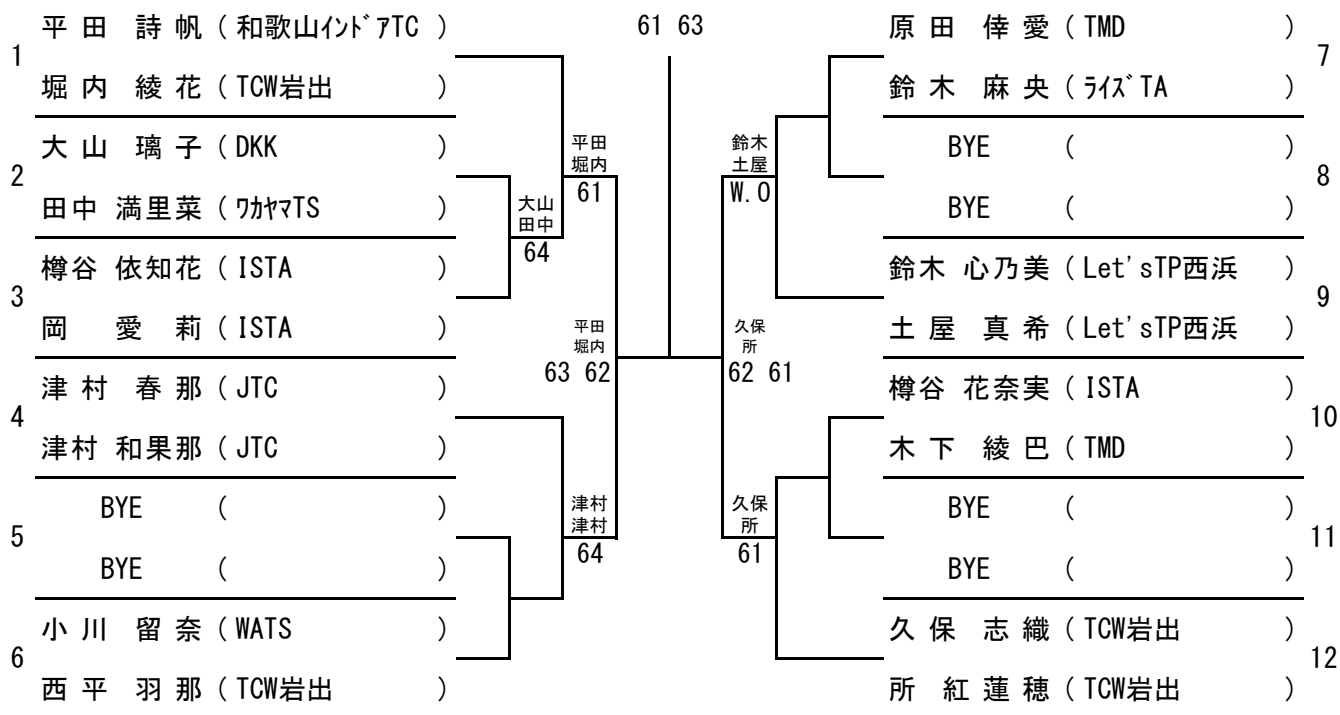 61 63
1
平 田 詩 帆 ( 和歌山ｲﾝﾄﾞｱTC )
堀 内 綾 花 ( TCW岩出 )
2
大 山 璃 子 ( DKK )
田中 満里菜 ( ﾜｶﾔﾏTS )
3
樽谷 依知花 ( ISTA )
岡 愛 莉 ( ISTA )
4
津 村 春 那 ( JTC )
津村 和果那 ( JTC )
5
BYE ( )
BYE ( )
6
小 川 留 奈 ( WATS )
西 平 羽 那 ( TCW岩出 )
大山
田中
64
平田
堀内
61
平田
堀内
63 62
津村
津村
64
鈴木
土屋
W.O
久保
所
62 61
久保
所
61
原 田 倖 愛 ( TMD )
鈴 木 麻 央 ( ﾗｲｽﾞTA )
7
BYE ( )
BYE ( )
8
鈴木 心乃美 ( Let'sTP西浜 )
土 屋 真 希 ( Let'sTP西浜 )
9
樽谷 花奈実 ( ISTA )
木 下 綾 巴 ( TMD )
10
BYE ( )
BYE ( )
11
久 保 志 織 ( TCW岩出 )
所 紅 蓮 穂 ( TCW岩出 )
12